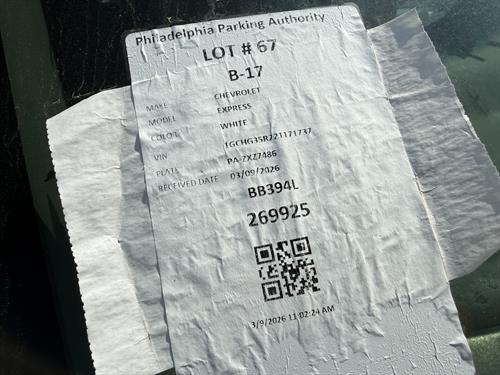 Philadelphia Parking Authority
LOT # 67
B-17
MAKE CHEVROLET
MODEL EXPRESS
COLOR WHITE
VIN 1GCHG35R221171737
PLATE PA-ZXZ7486
RECEIVED DATE 03/09/2026
BB394L
269925
3/9/2026 11:02:24 AM